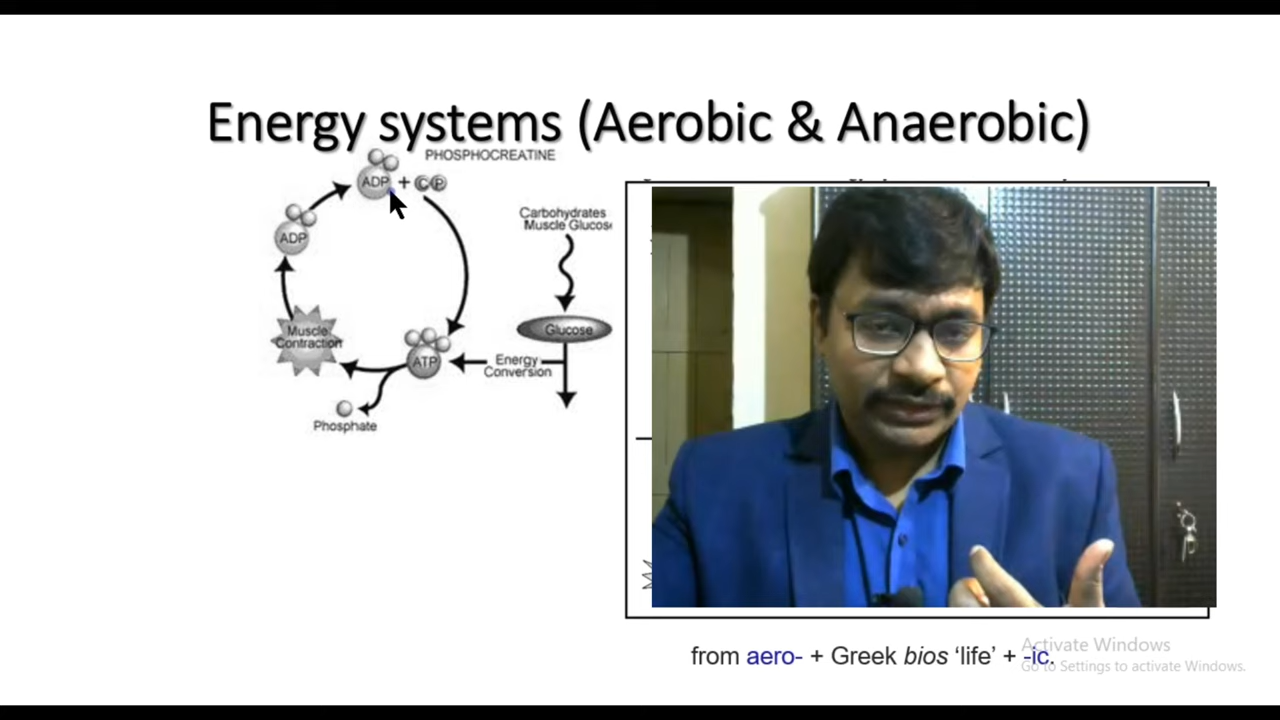 Energy systems (Aerobic & Anaerobic)
PHOSPHOCREATINE
ADP + C P
ADP
Carbohydrates
Muscle Glucose
Muscle
Contraction
Glucose
ATP
Energy
Conversion
Phosphate
from aero- + Greek bios ‘life’ + -ic.
Activate Windows
Go to Settings to activate Windows.